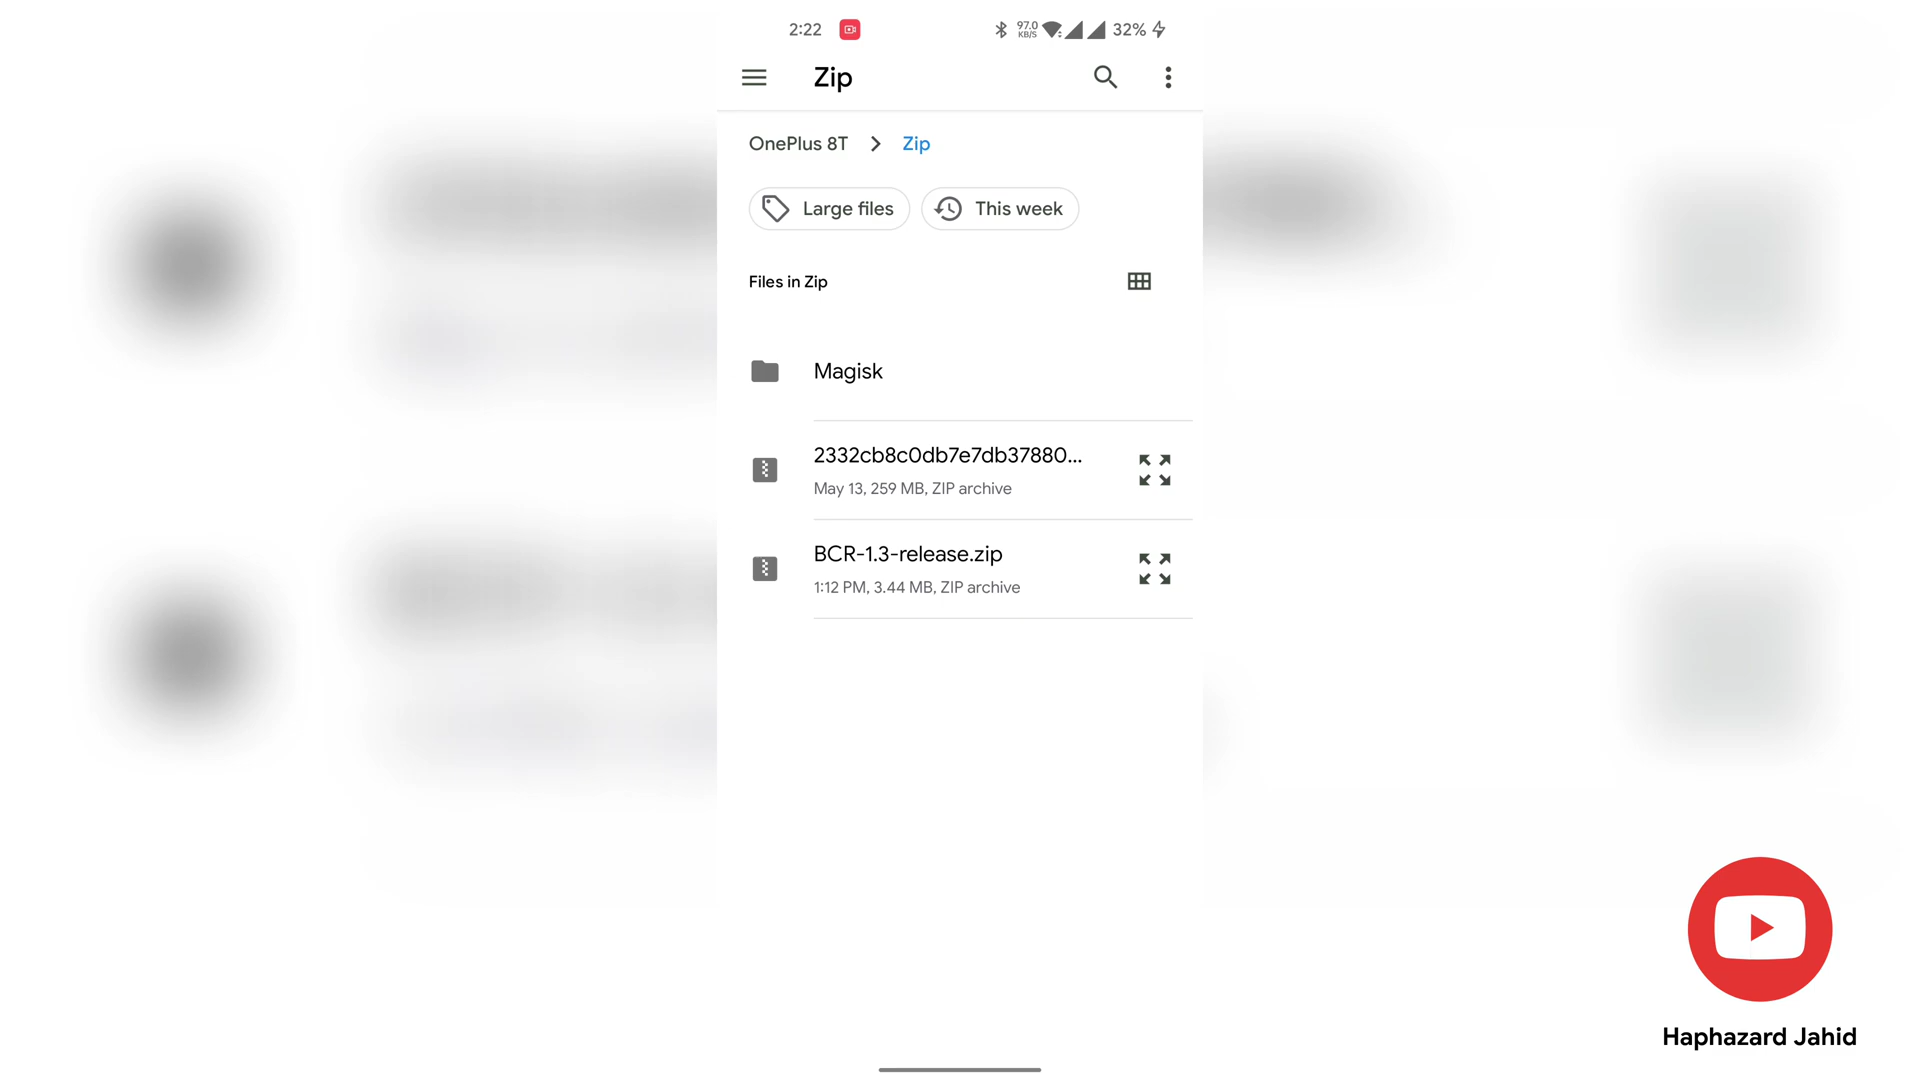 2:22
97.0
KB/S
32%
Zip
OnePlus 8T
Zip
Large files
This week
Files in Zip
Magisk
2332cb8c0db7e7db37880...
May 13, 259 MB, ZIP archive
BCR-1.3-release.zip
1:12 PM, 3.44 MB, ZIP archive
Haphazard Jahid